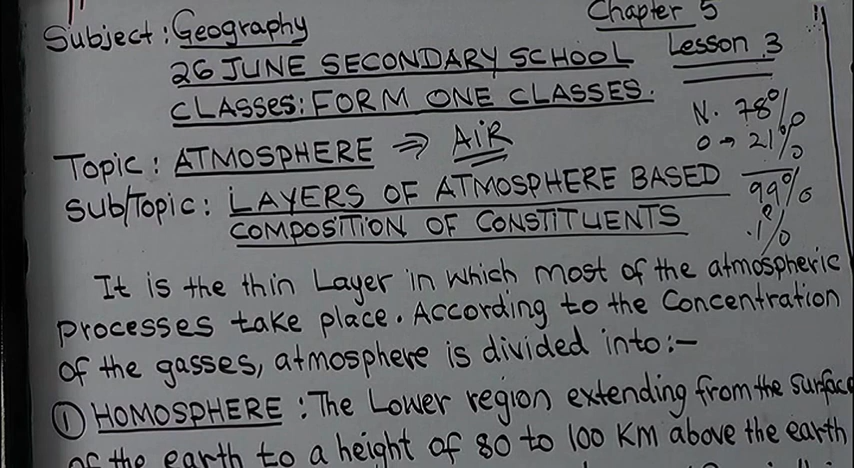 Subject: Geography
Chapter 5
26 JUNE SECONDARY SCHOOL
Lesson 3
CLASSES: FORM ONE CLASSES.
N. 78%
Topic: ATMOSPHERE ⇒ AIR
O → 21%
Sub/Topic: LAYERS OF ATMOSPHERE BASED
99%
COMPOSITION OF CONSTITUENTS
It is the thin Layer in which most of the atmospheric
processes take place. According to the Concentration
of the gasses, atmosphere is divided into:-
① HOMOSPHERE: The Lower region extending from the surface
of the earth to a height of 80 to 100 Km above the earth